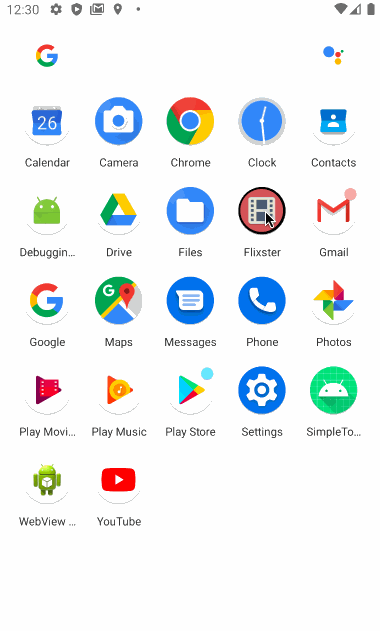 12:30
26
Calendar Camera Chrome Clock Contacts
Debuggin... Drive Files Flixster Gmail
Google Maps Messages Phone Photos
Play Movi... Play Music Play Store Settings SimpleTo...
WebView ... YouTube